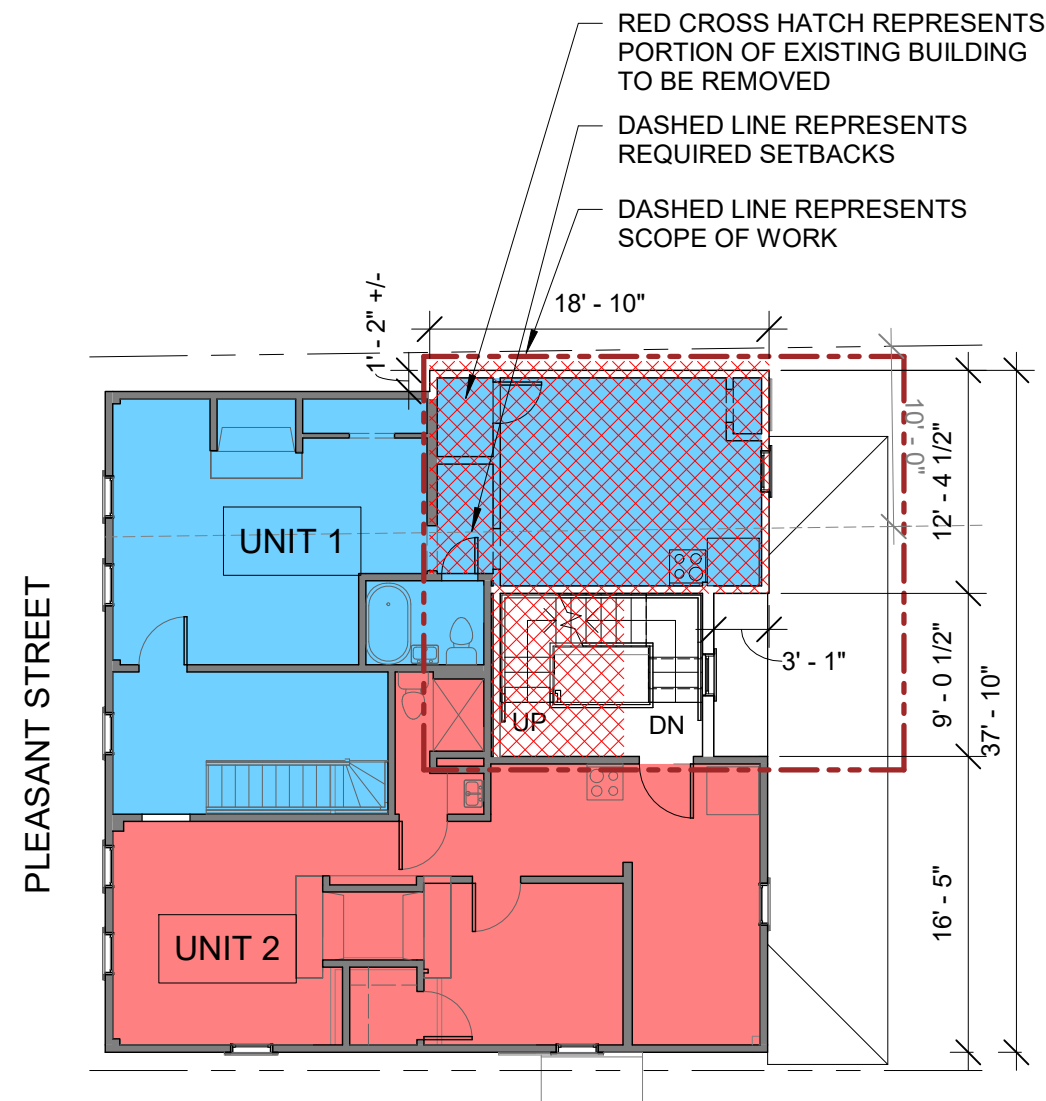 RED CROSS HATCH REPRESENTS
PORTION OF EXISTING BUILDING
TO BE REMOVED
DASHED LINE REPRESENTS
REQUIRED SETBACKS
DASHED LINE REPRESENTS
SCOPE OF WORK
1' - 2" +/-
18' - 10"
10' - 0"
12' - 4 1/2"
UNIT 1
3' - 1"
9' - 0 1/2"
37' - 10"
UP
DN
PLEASANT STREET
16' - 5"
UNIT 2